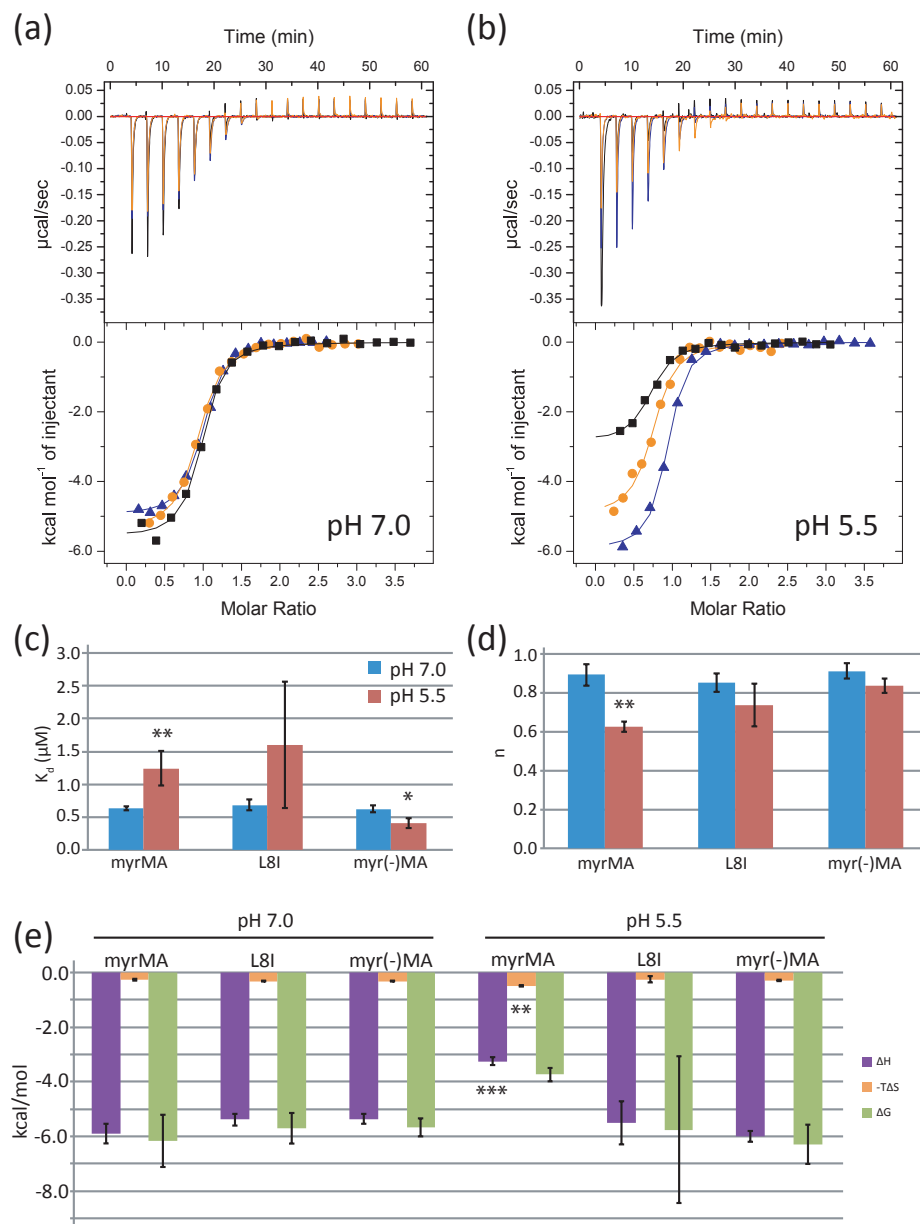 (a)
Time (min)
0 10 20 30 40 50 60
0.05
0.00
-0.05
-0.10
-0.15
-0.20
-0.25
-0.30
-0.35
µcal/sec
0.0
-2.0
-4.0
-6.0
kcal mol⁻¹ of injectant
pH 7.0
0.0 0.5 1.0 1.5 2.0 2.5 3.0 3.5
Molar Ratio
(b)
Time (min)
0 10 20 30 40 50 60
0.05
0.00
-0.05
-0.10
-0.15
-0.20
-0.25
-0.30
-0.35
µcal/sec
0.0
-2.0
-4.0
-6.0
kcal mol⁻¹ of injectant
pH 5.5
0.0 0.5 1.0 1.5 2.0 2.5 3.0 3.5
Molar Ratio
(c)
3.0
2.5
2.0
1.5
1.0
0.5
0.0
K_d (µM)
pH 7.0
pH 5.5
**
*
myrMA L8I myr(-)MA
(d)
1.0
0.8
0.6
0.4
0.2
0.0
n
**
myrMA L8I myr(-)MA
(e)
pH 7.0 pH 5.5
myrMA L8I myr(-)MA myrMA L8I myr(-)MA
0.0
-2.0
-4.0
-6.0
-8.0
kcal/mol
**
***
ΔH
-TΔS
ΔG